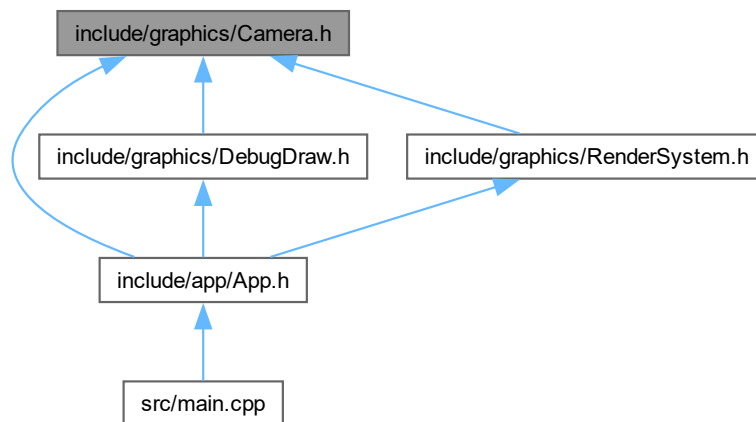 include/graphics/Camera.h
include/graphics/DebugDraw.h
include/graphics/RenderSystem.h
include/app/App.h
src/main.cpp